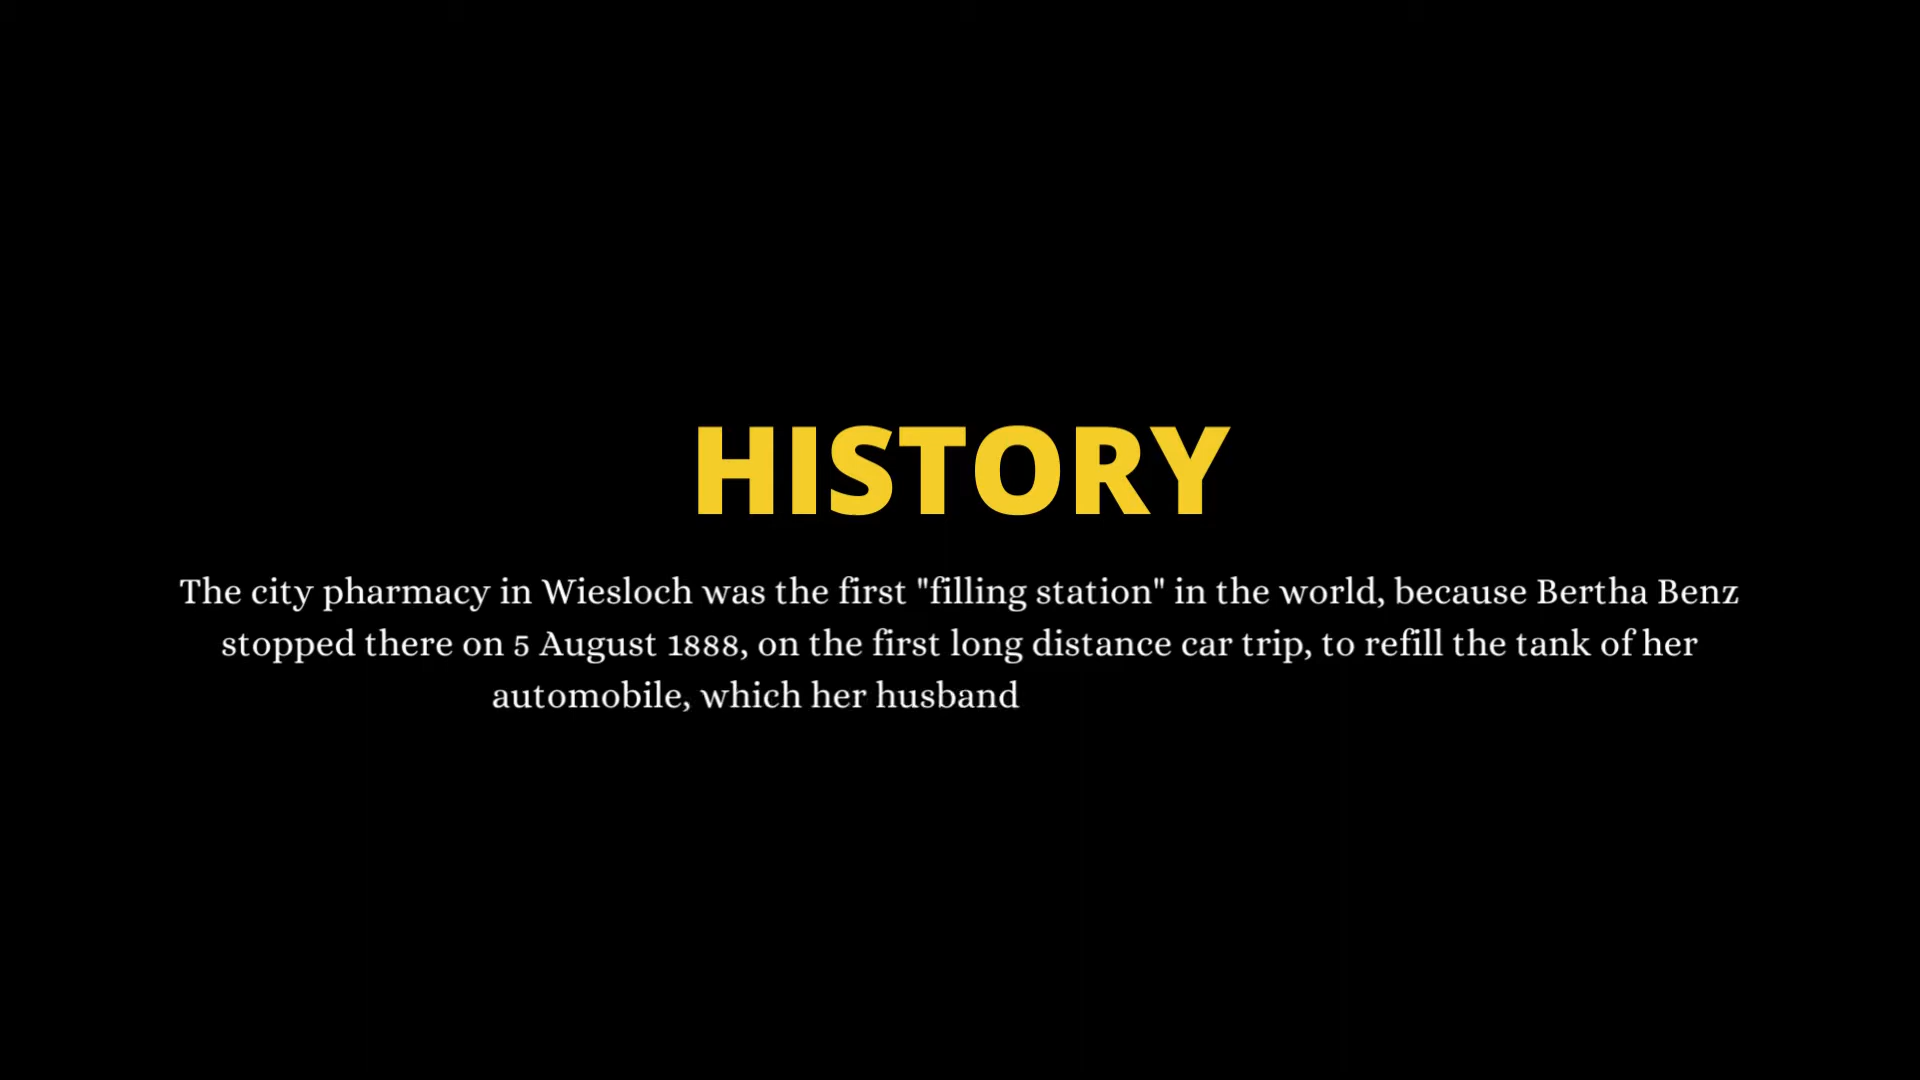 HISTORY
The city pharmacy in Wiesloch was the first "filling station" in the world, because Bertha Benz
stopped there on 5 August 1888, on the first long distance car trip, to refill the tank of her
automobile, which her husband